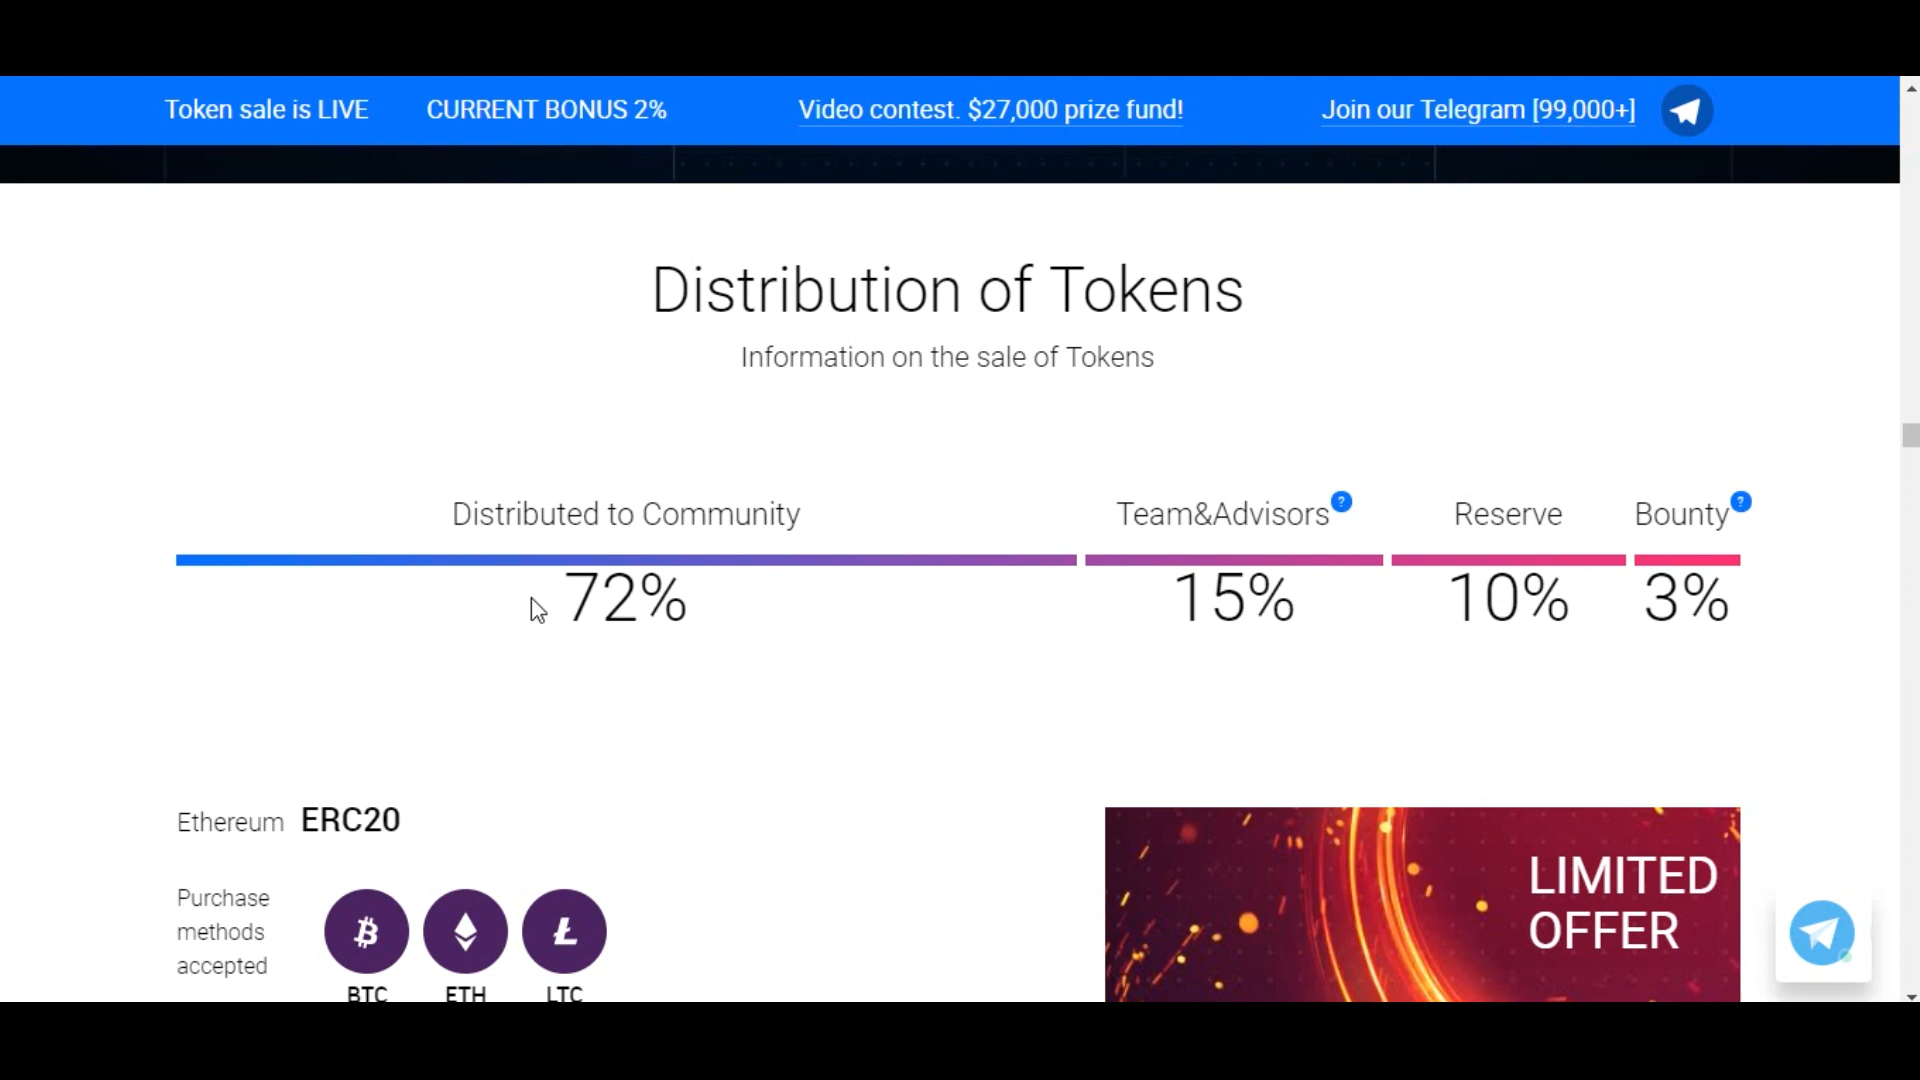 Token sale is LIVE CURRENT BONUS 2% Video contest. $27,000 prize fund! Join our Telegram [99,000+]
Distribution of Tokens
Information on the sale of Tokens
Distributed to Community Team&Advisors ? Reserve Bounty ?
72% 15% 10% 3%
Ethereum ERC20
Purchase
methods
accepted
BTC ETH LTC
LIMITED
OFFER